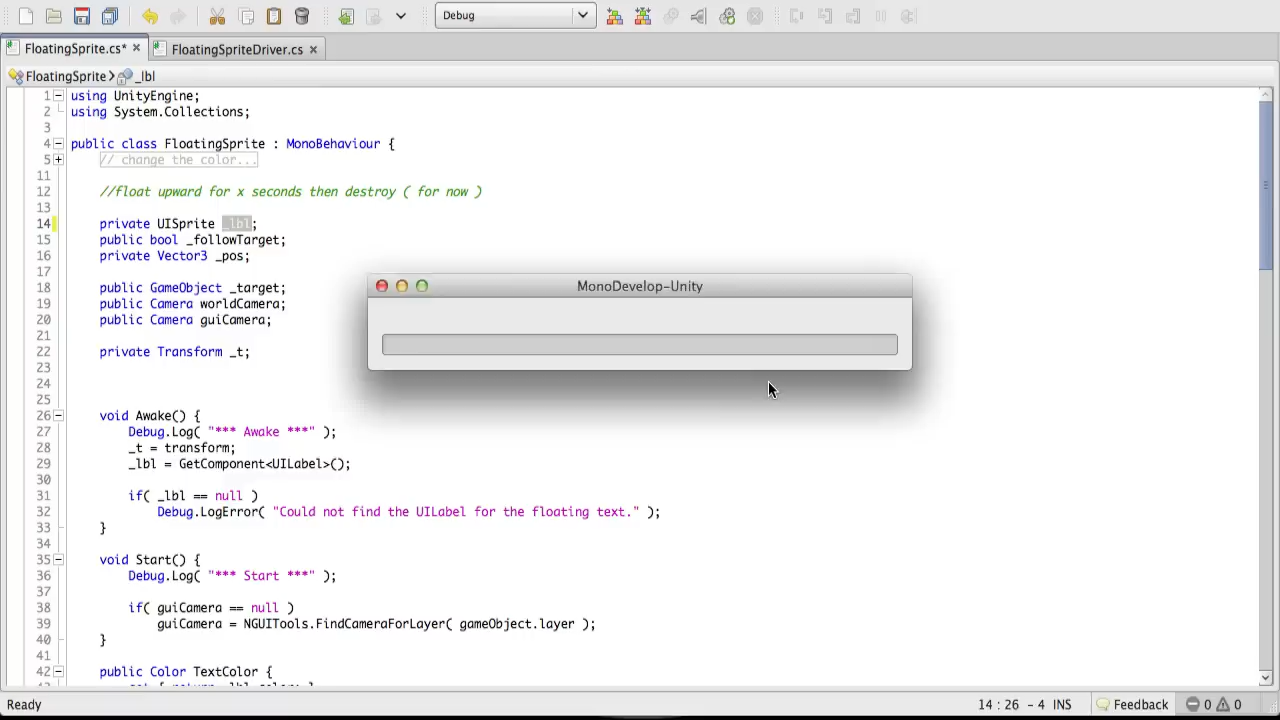 Debug
FloatingSprite.cs*
FloatingSpriteDriver.cs
FloatingSprite
_lbl
1 using UnityEngine;
2 using System.Collections;
3
4 public class FloatingSprite : MonoBehaviour {
5 // change the color...
11
12 //float upward for x seconds then destroy ( for now )
13
14 private UISprite _lbl;
15 public bool _followTarget;
16 private Vector3 _pos;
17
18 public GameObject _target;
19 public Camera worldCamera;
20 public Camera guiCamera;
21
22 private Transform _t;
23
24
25
26 void Awake() {
27 Debug.Log( "*** Awake ***" );
28 _t = transform;
29 _lbl = GetComponent<UILabel>();
30
31 if( _lbl == null )
32 Debug.LogError( "Could not find the UILabel for the floating text." );
33 }
34
35 void Start() {
36 Debug.Log( "*** Start ***" );
37
38 if( guiCamera == null )
39 guiCamera = NGUITools.FindCameraForLayer( gameObject.layer );
40 }
41
42 public Color TextColor {
MonoDevelop-Unity
Ready
14 : 26 - 4 INS
Feedback
0 0